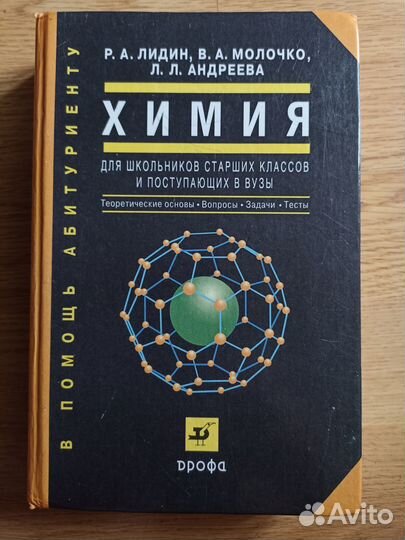 Р. А. ЛИДИН, В. А. МОЛОЧКО,
Л. Л. АНДРЕЕВА
ХИМИЯ
ДЛЯ ШКОЛЬНИКОВ СТАРШИХ КЛАССОВ
И ПОСТУПАЮЩИХ В ВУЗЫ
Теоретические основы • Вопросы • Задачи • Тесты
В ПОМОЩЬ АБИТУРИЕНТУ
дрофа
Avito